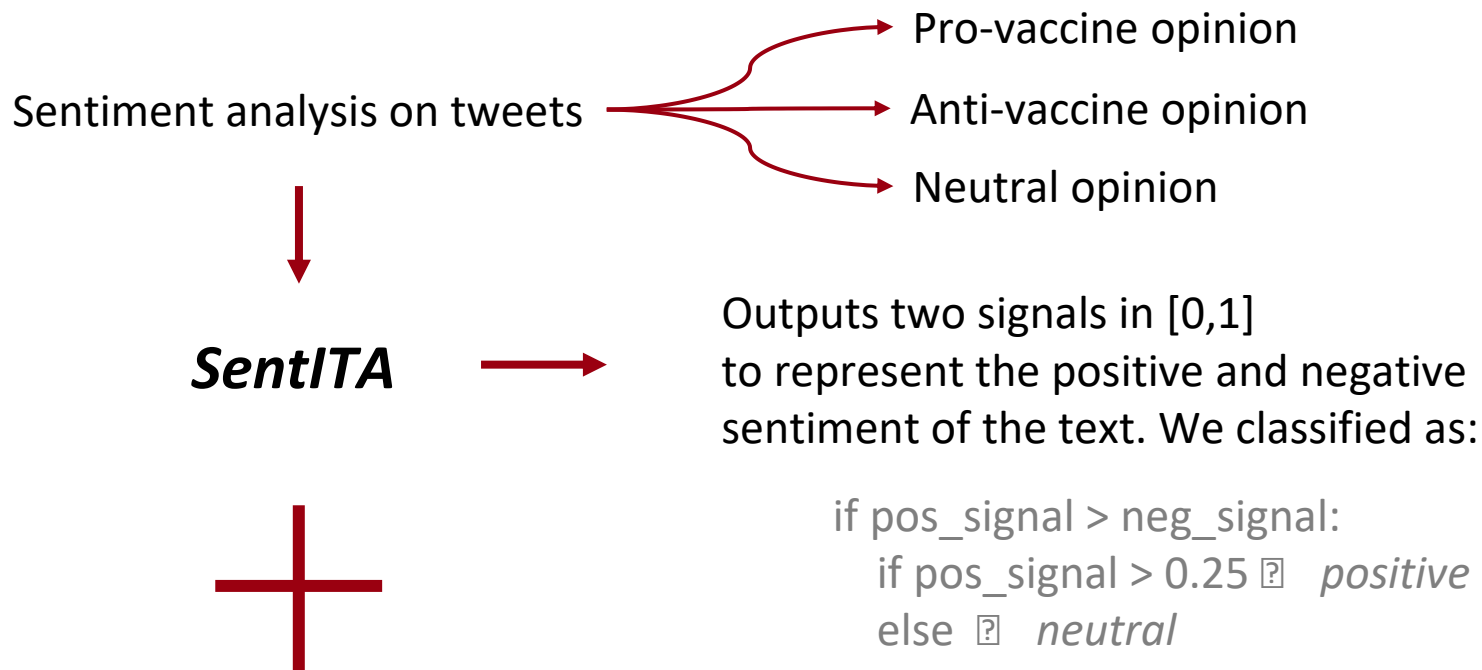 Pro-vaccine opinion
Sentiment analysis on tweets
Anti-vaccine opinion
Neutral opinion
SentITA
Outputs two signals in [0,1]
to represent the positive and negative
sentiment of the text. We classified as:
if pos_signal > neg_signal:
if pos_signal > 0.25 ⍰ positive
else ⍰ neutral